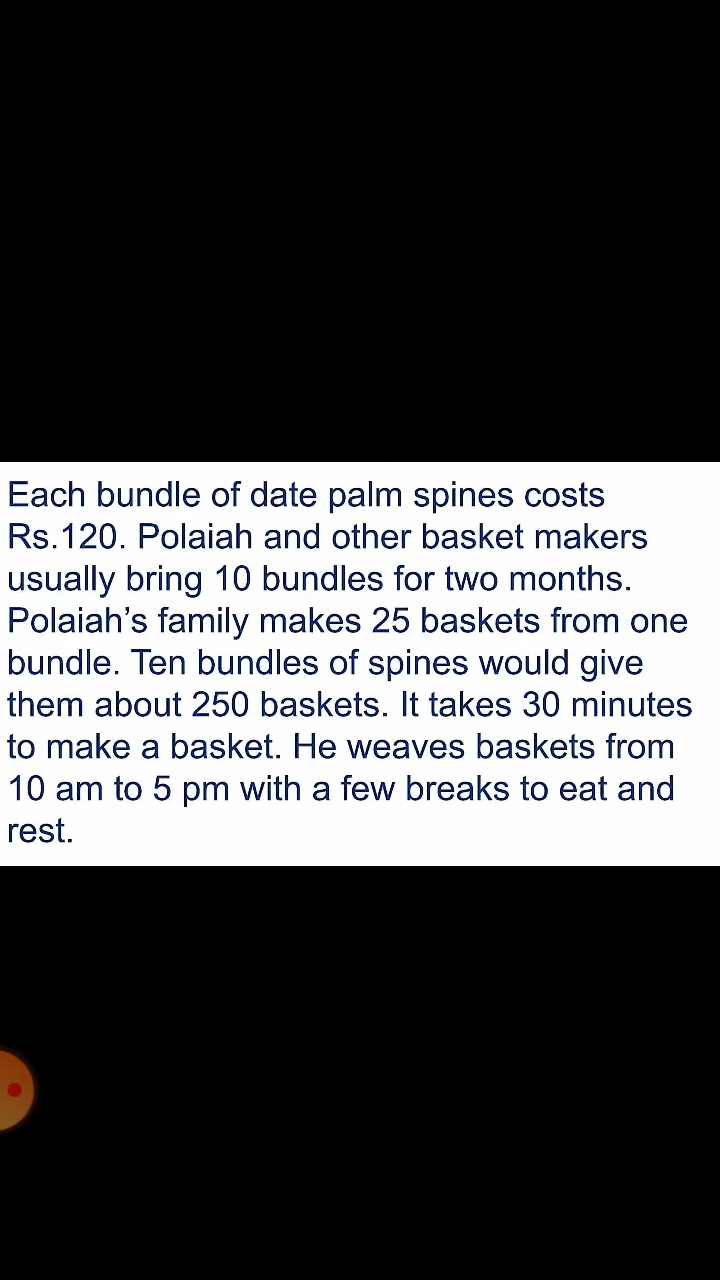 Each bundle of date palm spines costs
Rs.120. Polaiah and other basket makers
usually bring 10 bundles for two months.
Polaiah’s family makes 25 baskets from one
bundle. Ten bundles of spines would give
them about 250 baskets. It takes 30 minutes
to make a basket. He weaves baskets from
10 am to 5 pm with a few breaks to eat and
rest.